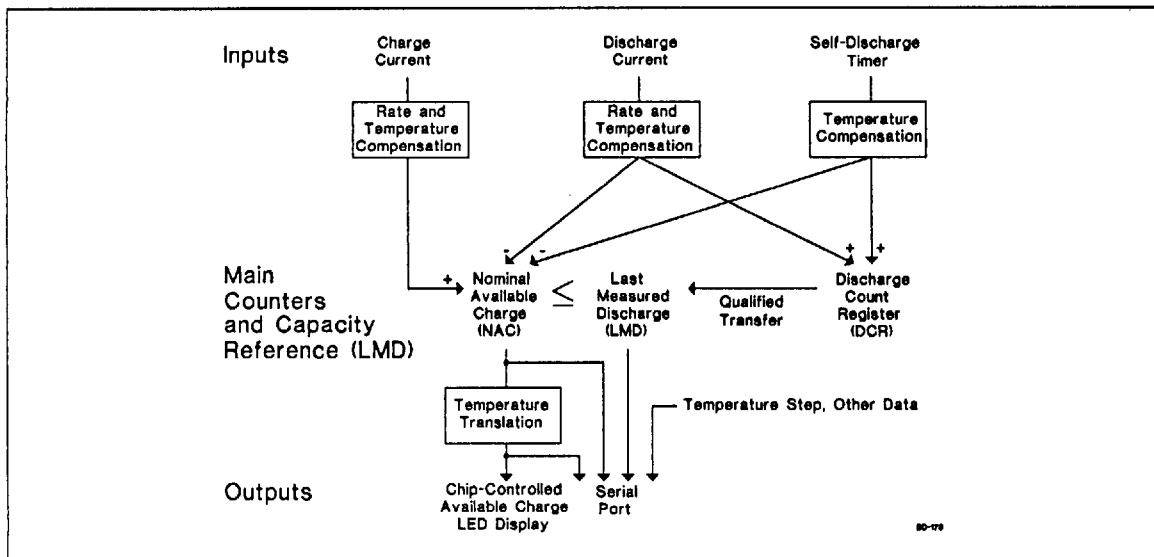 Inputs
Charge
Current
Discharge
Current
Self-Discharge
Timer
Rate and
Temperature
Compensation
Rate and
Temperature
Compensation
Temperature
Compensation
- - + +
Main
Counters
and Capacity
Reference (LMD)
+
Nominal
Available
Charge
(NAC)
≤
Last
Measured
Discharge
(LMD)
Qualified
Transfer
Discharge
Count
Register
(DCR)
Temperature
Translation
Temperature Step, Other Data
Outputs
Chip-Controlled
Available Charge
LED Display
Serial
Port